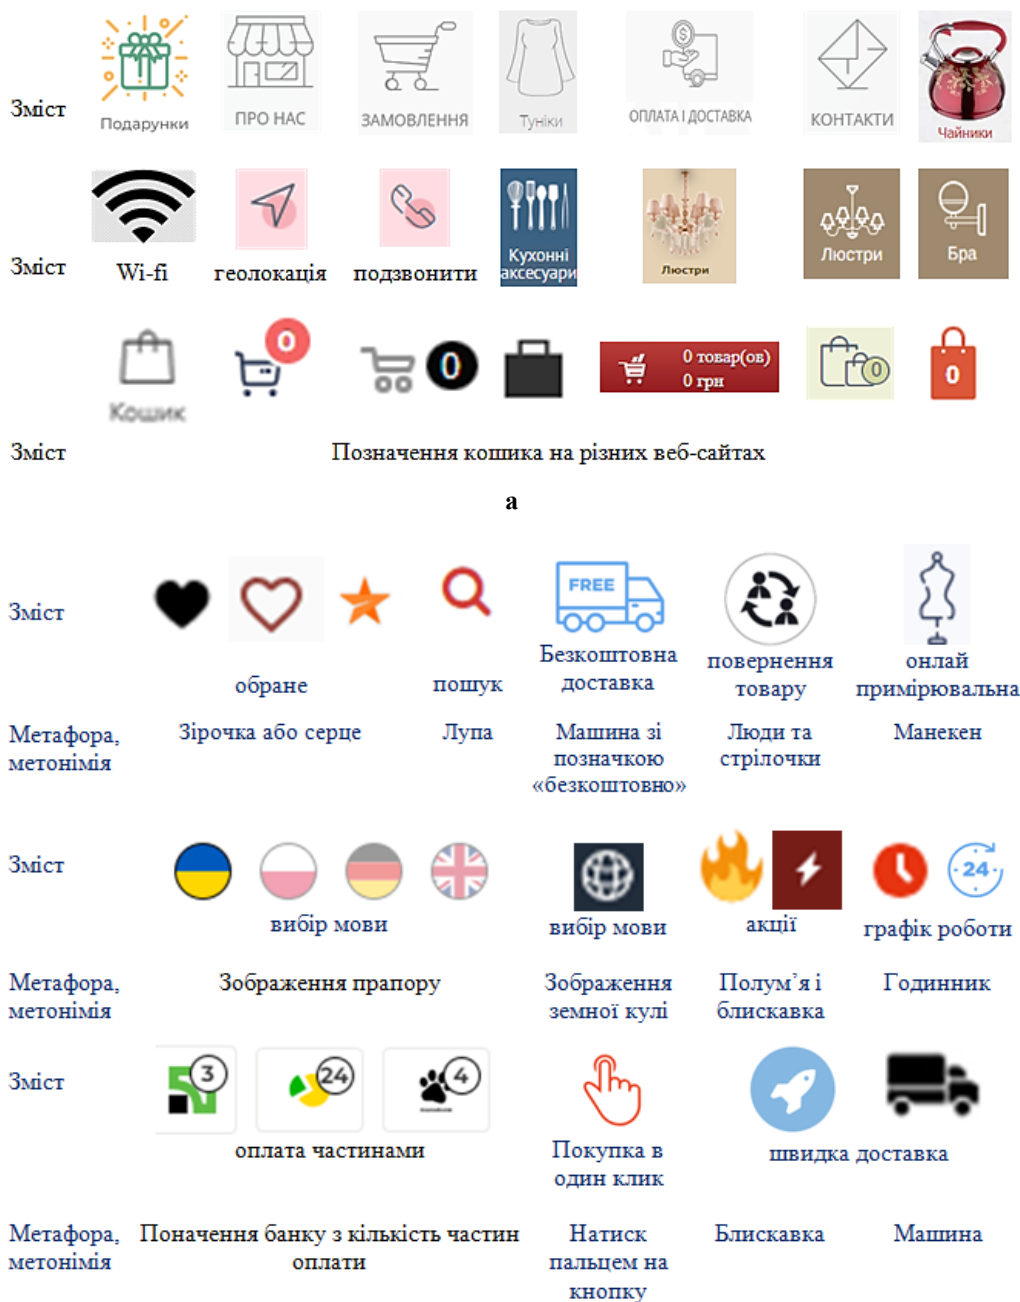 Зміст
Подарунки
ПРО НАС
ЗАМОВЛЕННЯ
Туніки
ОПЛАТА І ДОСТАВКА
КОНТАКТИ
Чайники
Зміст
Wi-fi
геолокація
подзвонити
Кухонні
аксесуари
Люстри
Люстри
Бра
Кошик
0
0
0 товар(ов)
0 грн
0
0
Зміст
Позначення кошика на різних веб-сайтах
а
Зміст
FREE
обране
пошук
Безкоштовна
доставка
повернення
товару
онлай
примірювальна
Метафора,
метонімія
Зірочка або серце
Лупа
Машина зі
позначкою
«безкоштовно»
Люди та
стрілочки
Манекен
Зміст
24
вибір мови
вибір мови
акції
графік роботи
Метафора,
метонімія
Зображення прапору
Зображення
земної кулі
Полум’я і
блискавка
Годинник
Зміст
3
24
4
оплата частинами
Покупка в
один клик
швидка доставка
Метафора,
метонімія
Поначення банку з кількість частин
оплати
Натиск
пальцем на
кнопку
Блискавка
Машина